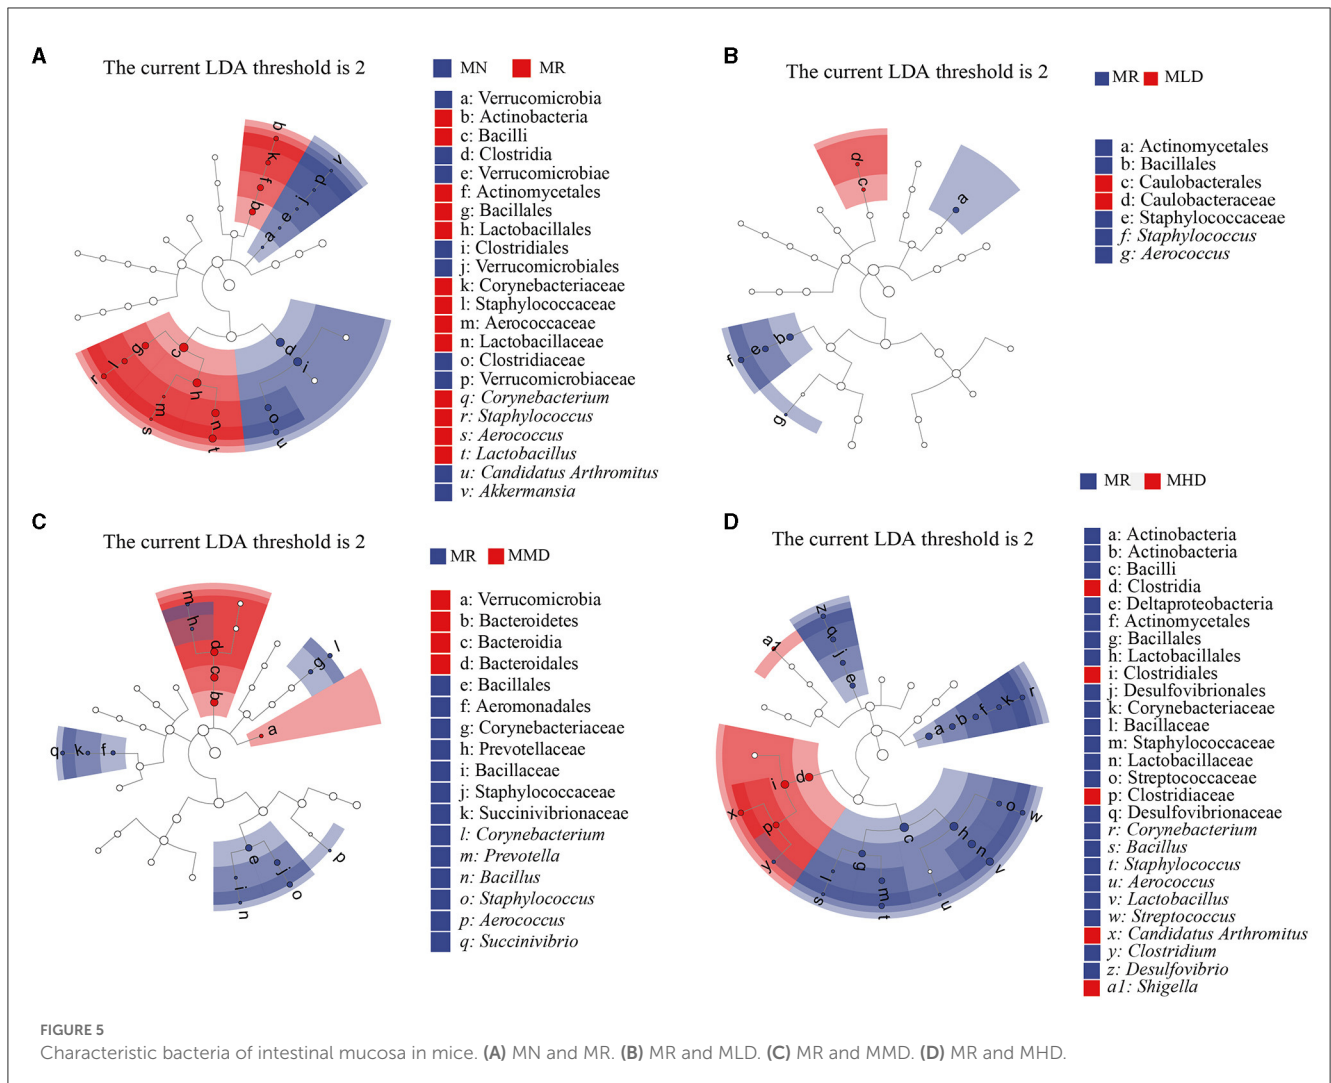 A
The current LDA threshold is 2
MN MR
a: Verrucomicrobia
b: Actinobacteria
c: Bacilli
d: Clostridia
e: Verrucomicrobiae
f: Actinomycetales
g: Bacillales
h: Lactobacillales
i: Clostridiales
j: Verrucomicrobiales
k: Corynebacteriaceae
l: Staphylococcaceae
m: Aerococcaceae
n: Lactobacillaceae
o: Clostridiaceae
p: Verrucomicrobiaceae
q: Corynebacterium
r: Staphylococcus
s: Aerococcus
t: Lactobacillus
u: Candidatus Arthromitus
v: Akkermansia
b
f
k
q
a
e
j
p
v
c
g
l
r
h
m
s
n
t
d
i
o
u
B
The current LDA threshold is 2
MR MLD
a: Actinomycetales
b: Bacillales
c: Caulobacterales
d: Caulobacteraceae
e: Staphylococcaceae
f: Staphylococcus
g: Aerococcus
d
c
a
b
e
f
g
C
The current LDA threshold is 2
MR MMD
a: Verrucomicrobia
b: Bacteroidetes
c: Bacteroidia
d: Bacteroidales
e: Bacillales
f: Aeromonadales
g: Corynebacteriaceae
h: Prevotellaceae
i: Bacillaceae
j: Staphylococcaceae
k: Succinivibrionaceae
l: Corynebacterium
m: Prevotella
n: Bacillus
o: Staphylococcus
p: Aerococcus
q: Succinivibrio
m
h
d
c
b
g
l
a
q k f
e
i
j
n
o
p
D
The current LDA threshold is 2
MR MHD
a: Actinobacteria
b: Actinobacteria
c: Bacilli
d: Clostridia
e: Deltaproteobacteria
f: Actinomycetales
g: Bacillales
h: Lactobacillales
i: Clostridiales
j: Desulfovibrionales
k: Corynebacteriaceae
l: Bacillaceae
m: Staphylococcaceae
n: Lactobacillaceae
o: Streptococcaceae
p: Clostridiaceae
q: Desulfovibrionaceae
r: Corynebacterium
s: Bacillus
t: Staphylococcus
u: Aerococcus
v: Lactobacillus
w: Streptococcus
x: Candidatus Arthromitus
y: Clostridium
z: Desulfovibrio
a1: Shigella
z
q
j
e
a1
a b f k r
d
i
x
p
y
c
g
l
s
m
t
h
n
v
o
w
u
FIGURE 5
Characteristic bacteria of intestinal mucosa in mice. (A) MN and MR. (B) MR and MLD. (C) MR and MMD. (D) MR and MHD.